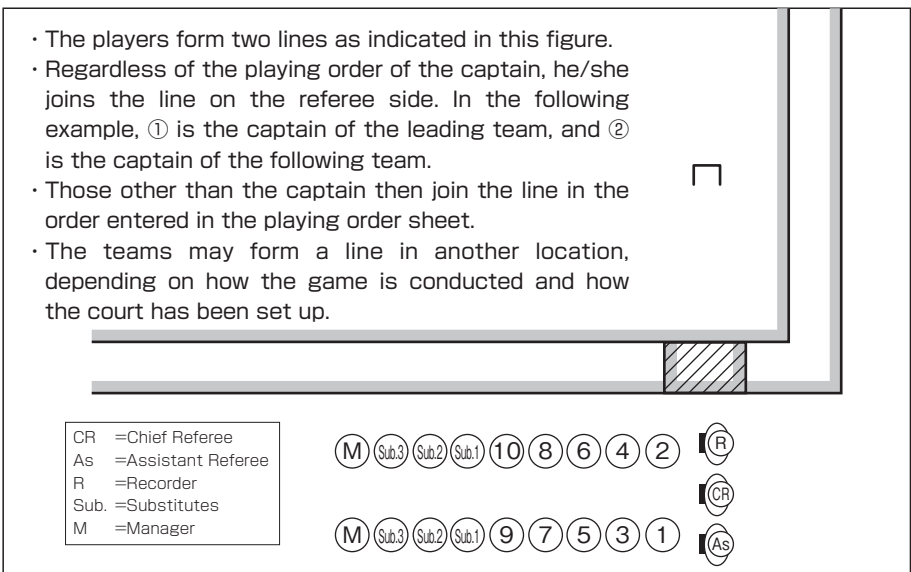 · The players form two lines as indicated in this figure.
· Regardless of the playing order of the captain, he/she
joins the line on the referee side. In the following
example, ① is the captain of the leading team, and ②
is the captain of the following team.
· Those other than the captain then join the line in the
order entered in the playing order sheet.
· The teams may form a line in another location,
depending on how the game is conducted and how
the court has been set up.
CR =Chief Referee
As =Assistant Referee
R =Recorder
Sub. =Substitutes
M =Manager
M Sub.3 Sub.2 Sub.1 10 8 6 4 2 R
CR
M Sub.3 Sub.2 Sub.1 9 7 5 3 1 As